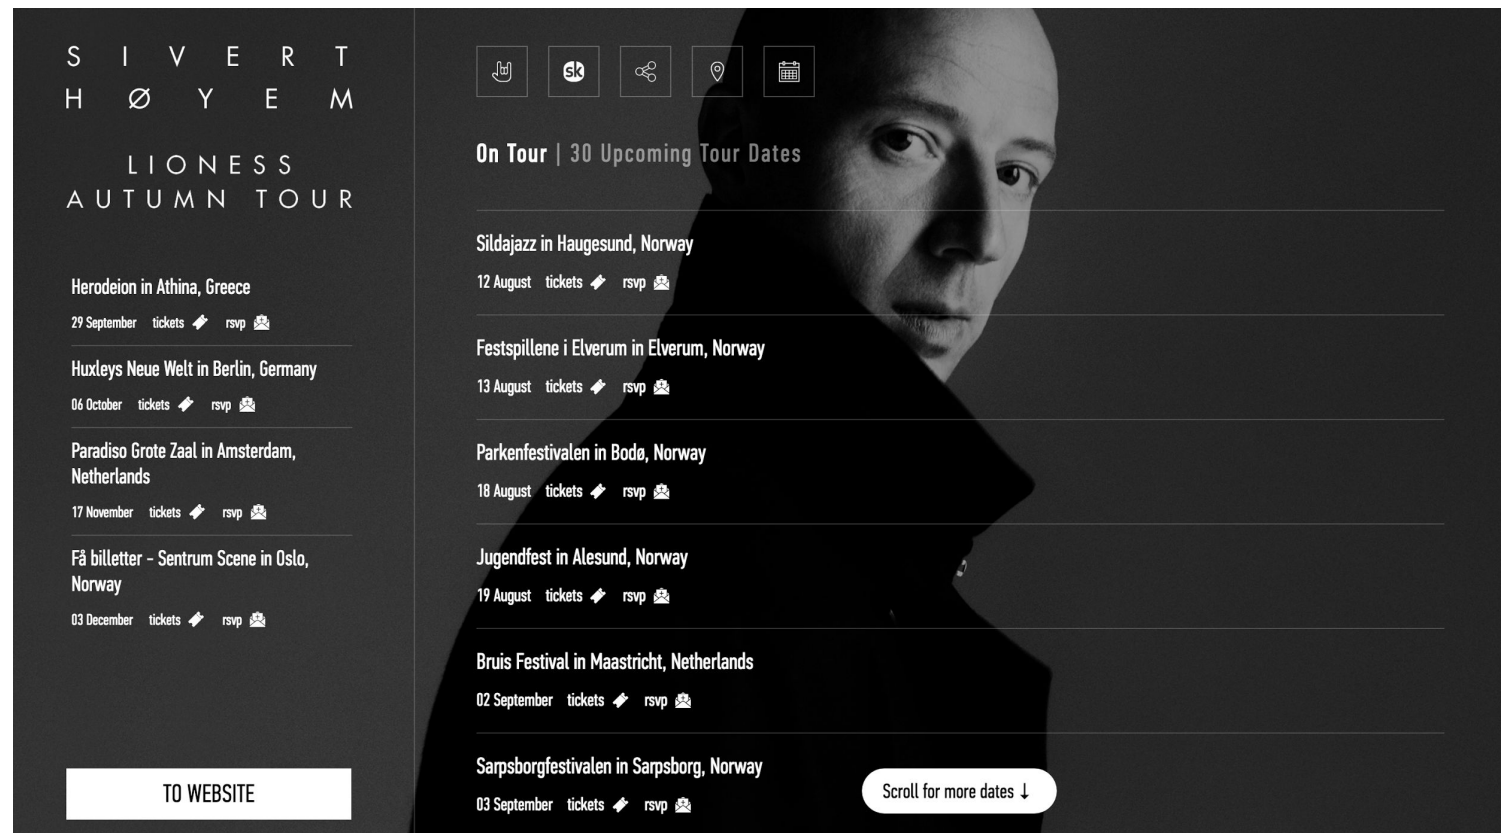 SIVERT
HØYEM
LIONESS
AUTUMN TOUR
Herodeion in Athina, Greece
29 September tickets rsvp
Huxleys Neue Welt in Berlin, Germany
06 October tickets rsvp
Paradiso Grote Zaal in Amsterdam,
Netherlands
17 November tickets rsvp
Få billetter - Sentrum Scene in Oslo,
Norway
03 December tickets rsvp
TO WEBSITE
sk
On Tour | 30 Upcoming Tour Dates
Sildajazz in Haugesund, Norway
12 August tickets rsvp
Festspillene i Elverum in Elverum, Norway
13 August tickets rsvp
Parkenfestivalen in Bodø, Norway
18 August tickets rsvp
Jugendfest in Alesund, Norway
19 August tickets rsvp
Bruis Festival in Maastricht, Netherlands
02 September tickets rsvp
Sarpsborgfestivalen in Sarpsborg, Norway
03 September tickets rsvp
Scroll for more dates ↓